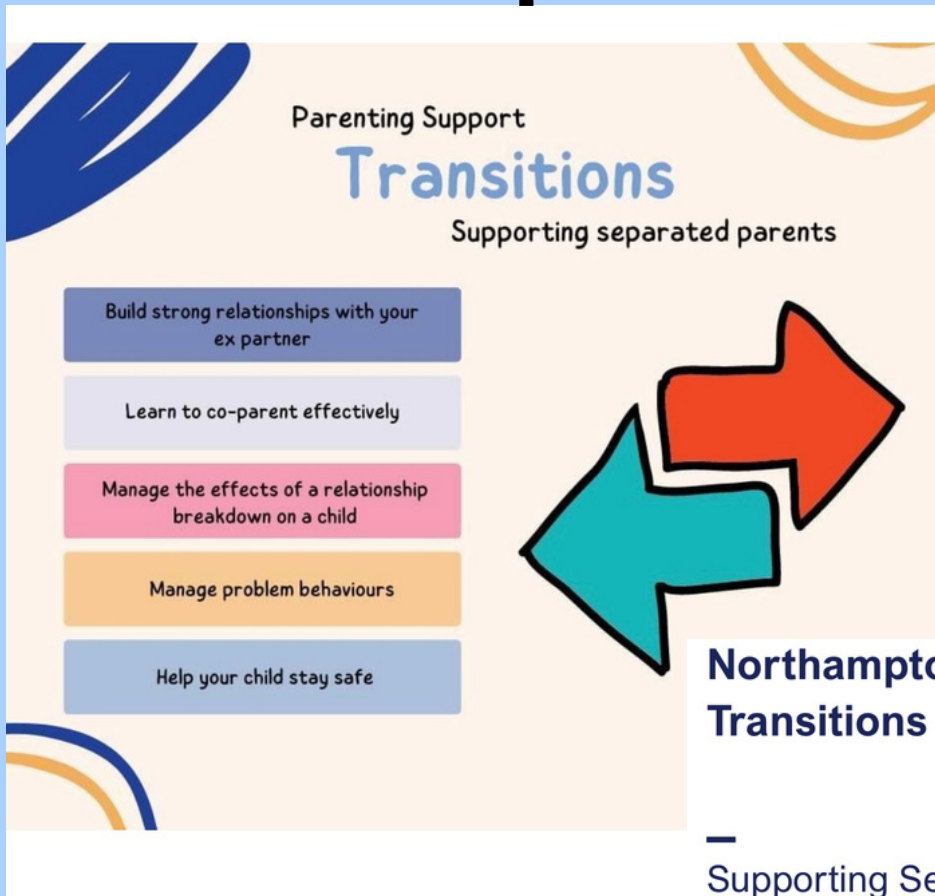 Parenting Support
Transitions
Supporting separated parents
Build strong relationships with your
ex partner
Learn to co-parent effectively
Manage the effects of a relationship
breakdown on a child
Manage problem behaviours
Help your child stay safe
Transitions
Supporting